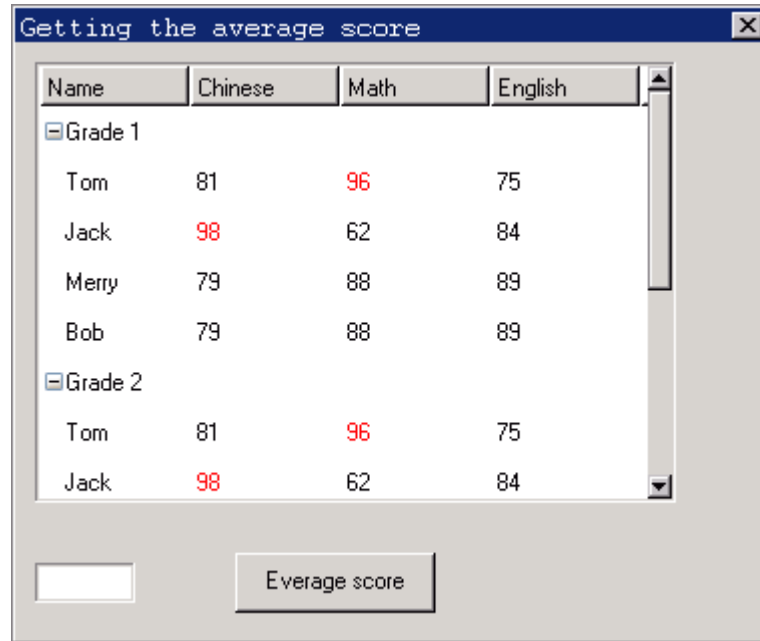 Getting the average score
Name Chinese Math English
Grade 1
Tom 81 96 75
Jack 98 62 84
Merry 79 88 89
Bob 79 88 89
Grade 2
Tom 81 96 75
Jack 98 62 84
Everage score